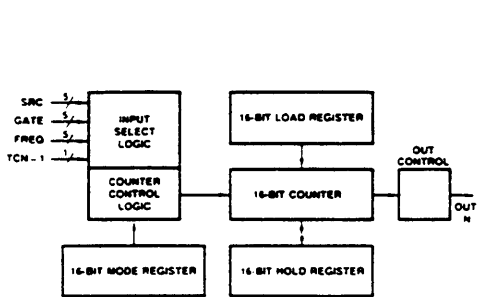 SRC 5
GATE 5
FREQ 5
TCN - 1 1
INPUT
SELECT
LOGIC
COUNTER
CONTROL
LOGIC
16-BIT MODE REGISTER
16-BIT LOAD REGISTER
16-BIT COUNTER
16-BIT HOLD REGISTER
OUT
CONTROL
OUT
N